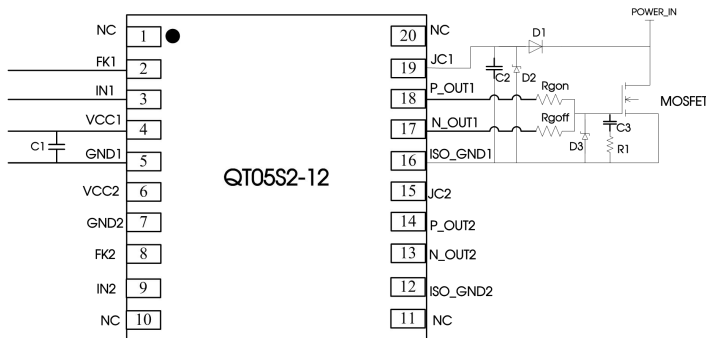 POWER_IN
NC 1 20 NC D1
FK1 2 19 JC1 C2 D2
IN1 3 18 P_OUT1 Rgon MOSFET
VCC1 4 17 N_OUT1 Rgoff C3
C1 GND1 5 16 ISO_GND1 D3 R1
QT05S2-12
VCC2 6 15 JC2
GND2 7 14 P_OUT2
FK2 8 13 N_OUT2
IN2 9 12 ISO_GND2
NC 10 11 NC